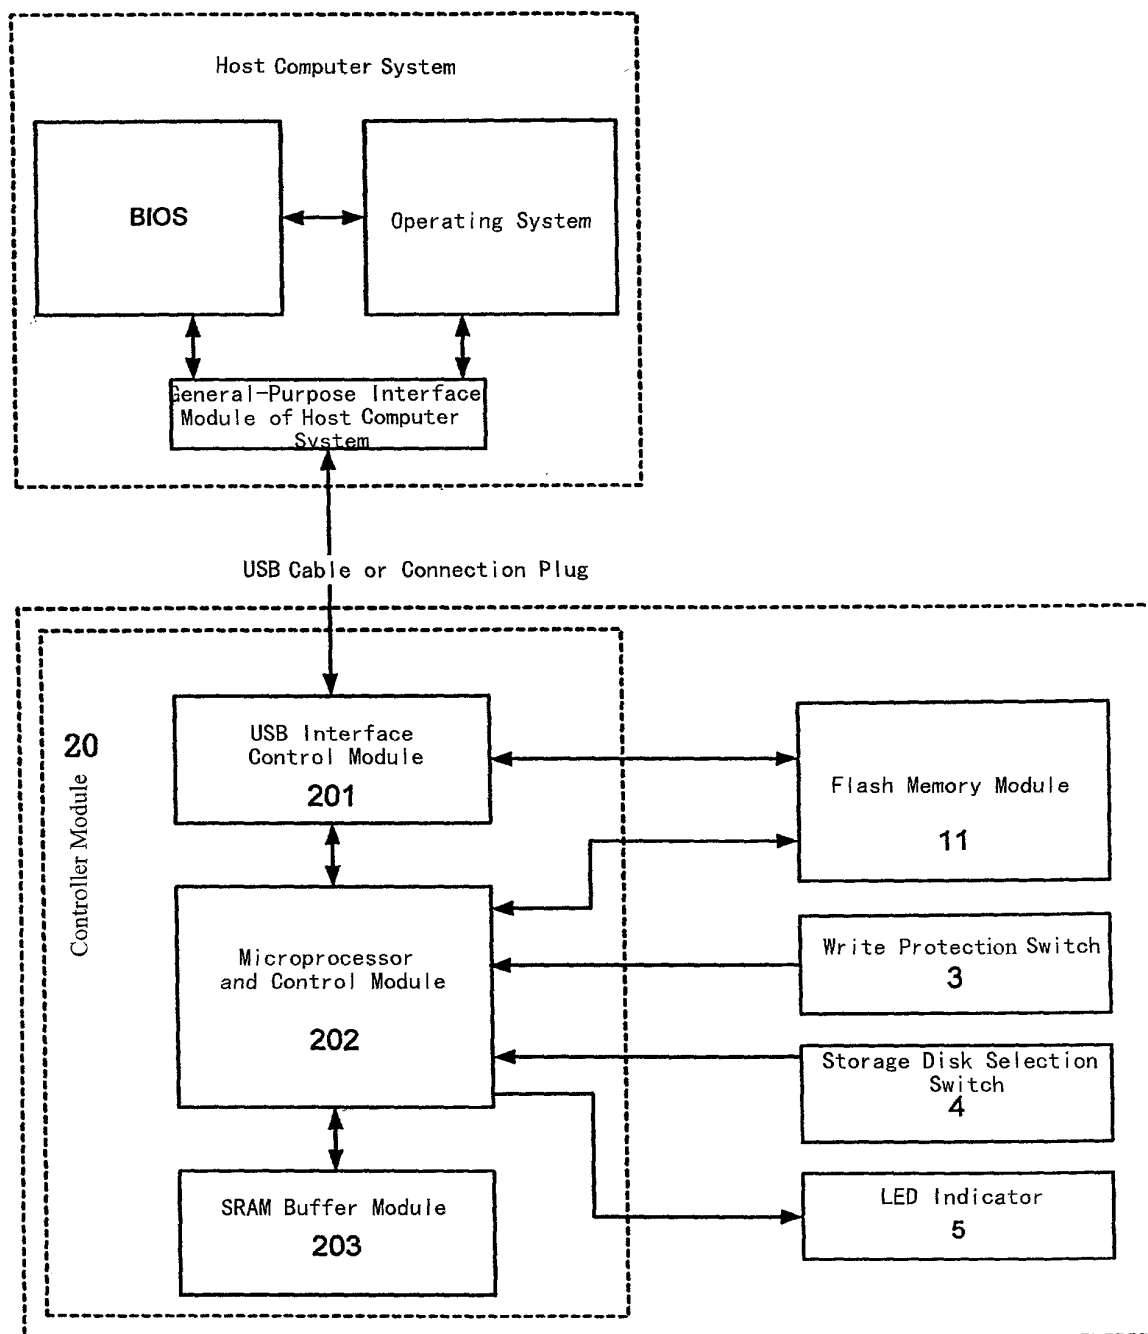 Host Computer System
BIOS
Operating System
General-Purpose Interface
Module of Host Computer
System
USB Cable or Connection Plug
20
Controller Module
USB Interface
Control Module
201
Flash Memory Module
11
Microprocessor
and Control Module
202
Write Protection Switch
3
Storage Disk Selection
Switch
4
SRAM Buffer Module
203
LED Indicator
5